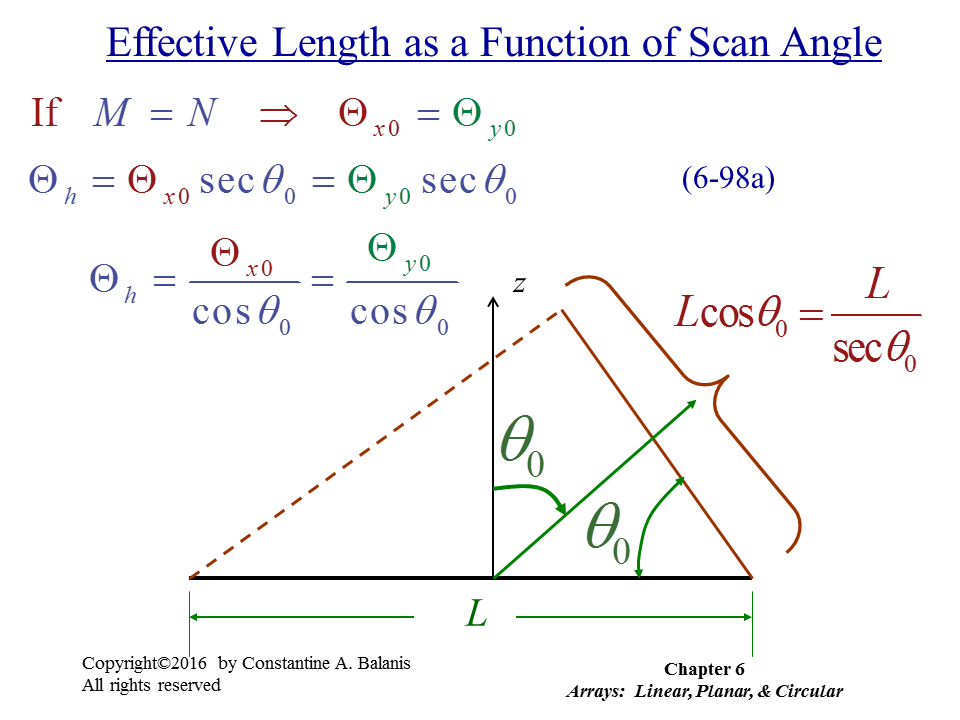 Effective Length as a Function of Scan Angle
If M = N ⇒ Θx0 = Θy0
Θh = Θx0 sec θ0 = Θy0 sec θ0 (6-98a)
Θh = Θx0 / cos θ0 = Θy0 / cos θ0
z
L cos θ0 = L / sec θ0
θ0
θ0
L
Copyright©2016 by Constantine A. Balanis
All rights reserved
Chapter 6
Arrays: Linear, Planar, & Circular